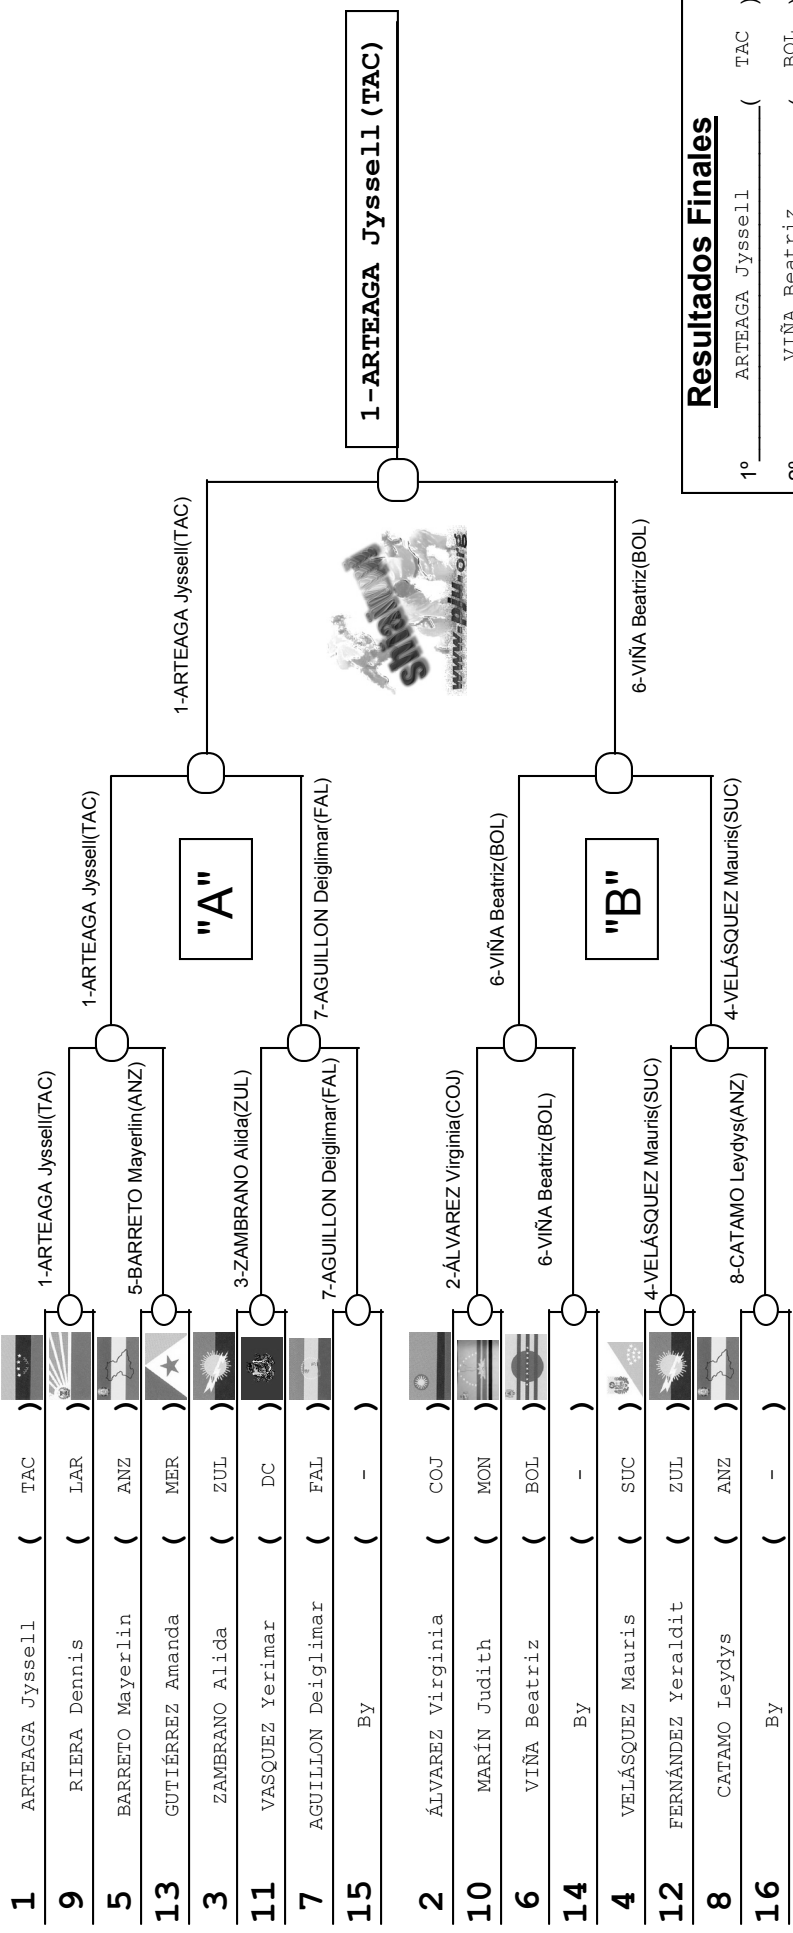 1 ARTEAGA Jyssell ( TAC )
9 RIERA Dennis ( LAR )
5 BARRETO Mayerlin ( ANZ )
13 GUTIÉRREZ Amanda ( MER )
3 ZAMBRANO Alida ( ZUL )
11 VASQUEZ Yerimar ( DC )
7 AGUILLON Deiglimar ( FAL )
15 By ( - )
2 ÁLVAREZ Virginia ( COJ )
10 MARÍN Judith ( MON )
6 VIÑA Beatriz ( BOL )
14 By ( - )
4 VELÁSQUEZ Mauris ( SUC )
12 FERNÁNDEZ Yeraldit ( ZUL )
8 CATAMO Leydys ( ANZ )
16 By ( - )
1-ARTEAGA Jyssell(TAC)
5-BARRETO Mayerlin(ANZ)
3-ZAMBRANO Alida(ZUL)
7-AGUILLON Deiglimar(FAL)
2-ÁLVAREZ Virginia(COJ)
6-VIÑA Beatriz(BOL)
4-VELÁSQUEZ Mauris(SUC)
8-CATAMO Leydys(ANZ)
1-ARTEAGA Jyssell(TAC)
7-AGUILLON Deiglimar(FAL)
6-VIÑA Beatriz(BOL)
4-VELÁSQUEZ Mauris(SUC)
"A"
"B"
1-ARTEAGA Jyssell(TAC)
6-VIÑA Beatriz(BOL)
www.pju.org
1-ARTEAGA Jyssell(TAC)
Resultados Finales
1º ARTEAGA Jyssell ( TAC )
VIÑA Beatriz ( BOL )